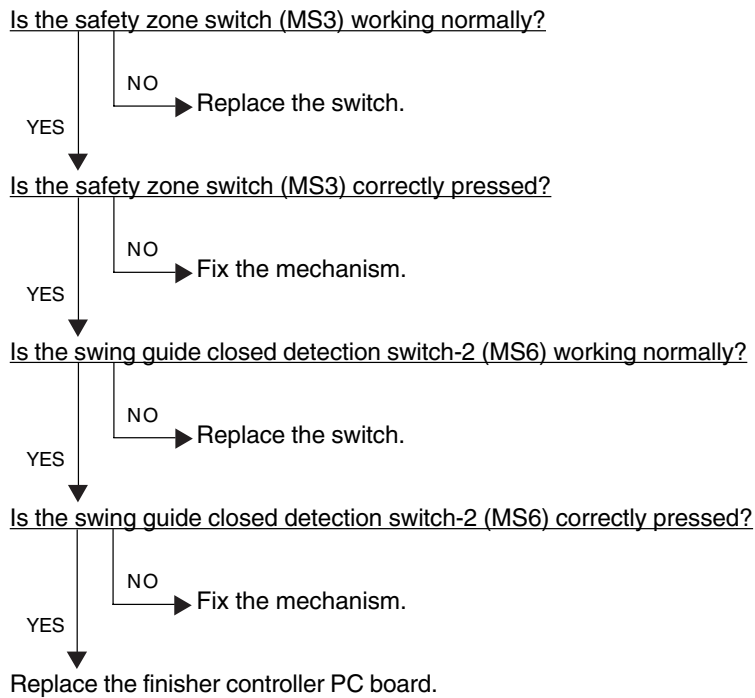 Is the safety zone switch (MS3) working normally?
NO
Replace the switch.
YES
Is the safety zone switch (MS3) correctly pressed?
NO
Fix the mechanism.
YES
Is the swing guide closed detection switch-2 (MS6) working normally?
NO
Replace the switch.
YES
Is the swing guide closed detection switch-2 (MS6) correctly pressed?
NO
Fix the mechanism.
YES
Replace the finisher controller PC board.